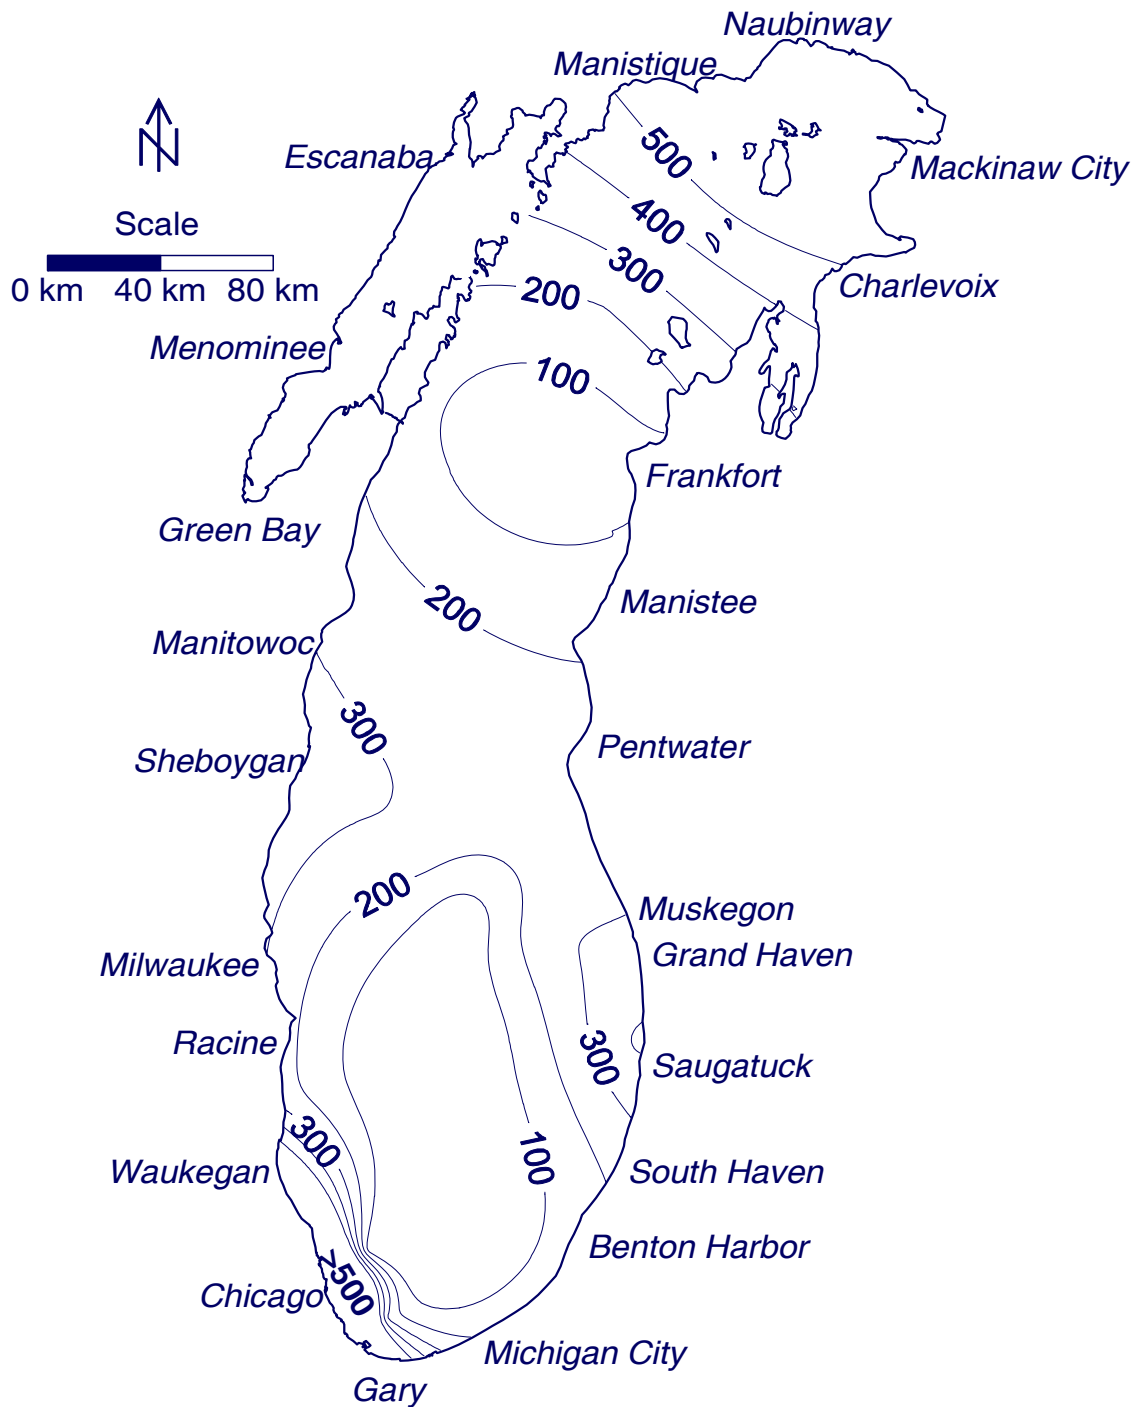 Naubinway
Manistique
N
500
Escanaba
Mackinaw City
400
Scale
300
0 km 40 km 80 km
200
Charlevoix
Menominee
100
Frankfort
Green Bay
200
Manistee
Manitowoc
300
Pentwater
Sheboygan
200
Muskegon
Grand Haven
Milwaukee
Racine
300
Saugatuck
300
100
Waukegan
South Haven
Benton Harbor
>500
Chicago
Michigan City
Gary